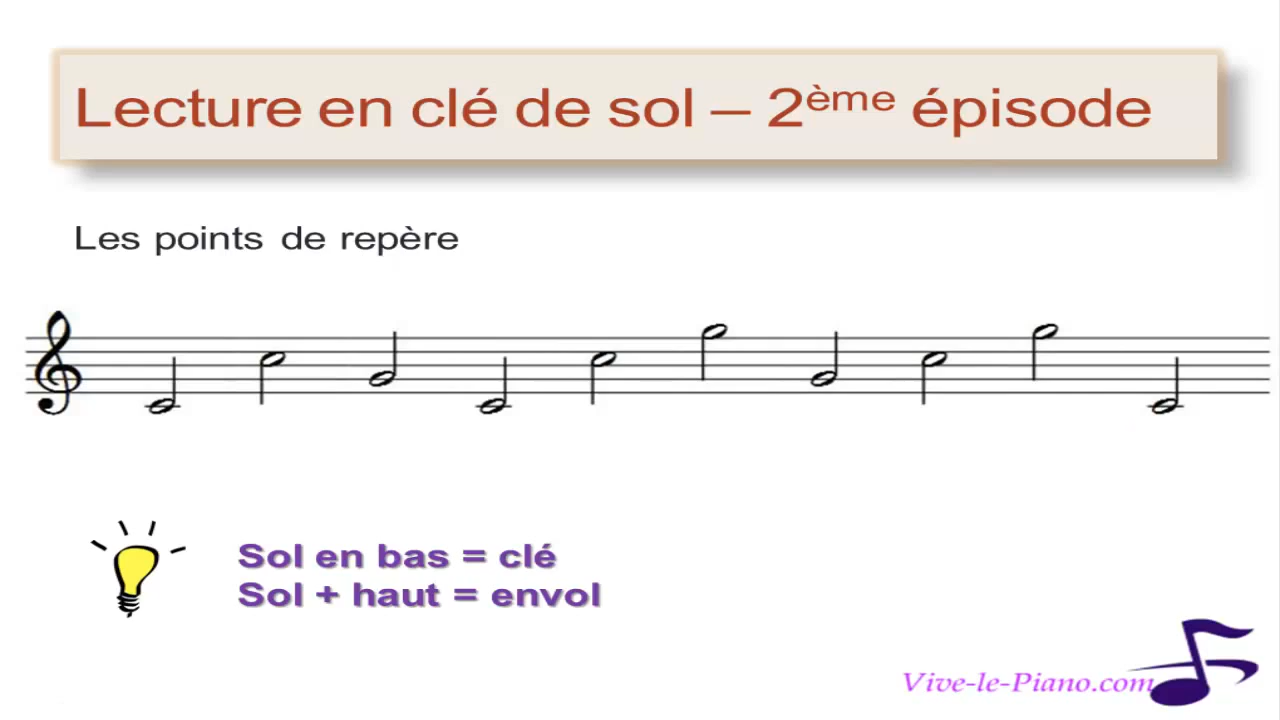 Lecture en clé de sol – 2ème épisode
Les points de repère
Sol en bas = clé
Sol + haut = envol
Vive-le-Piano.com